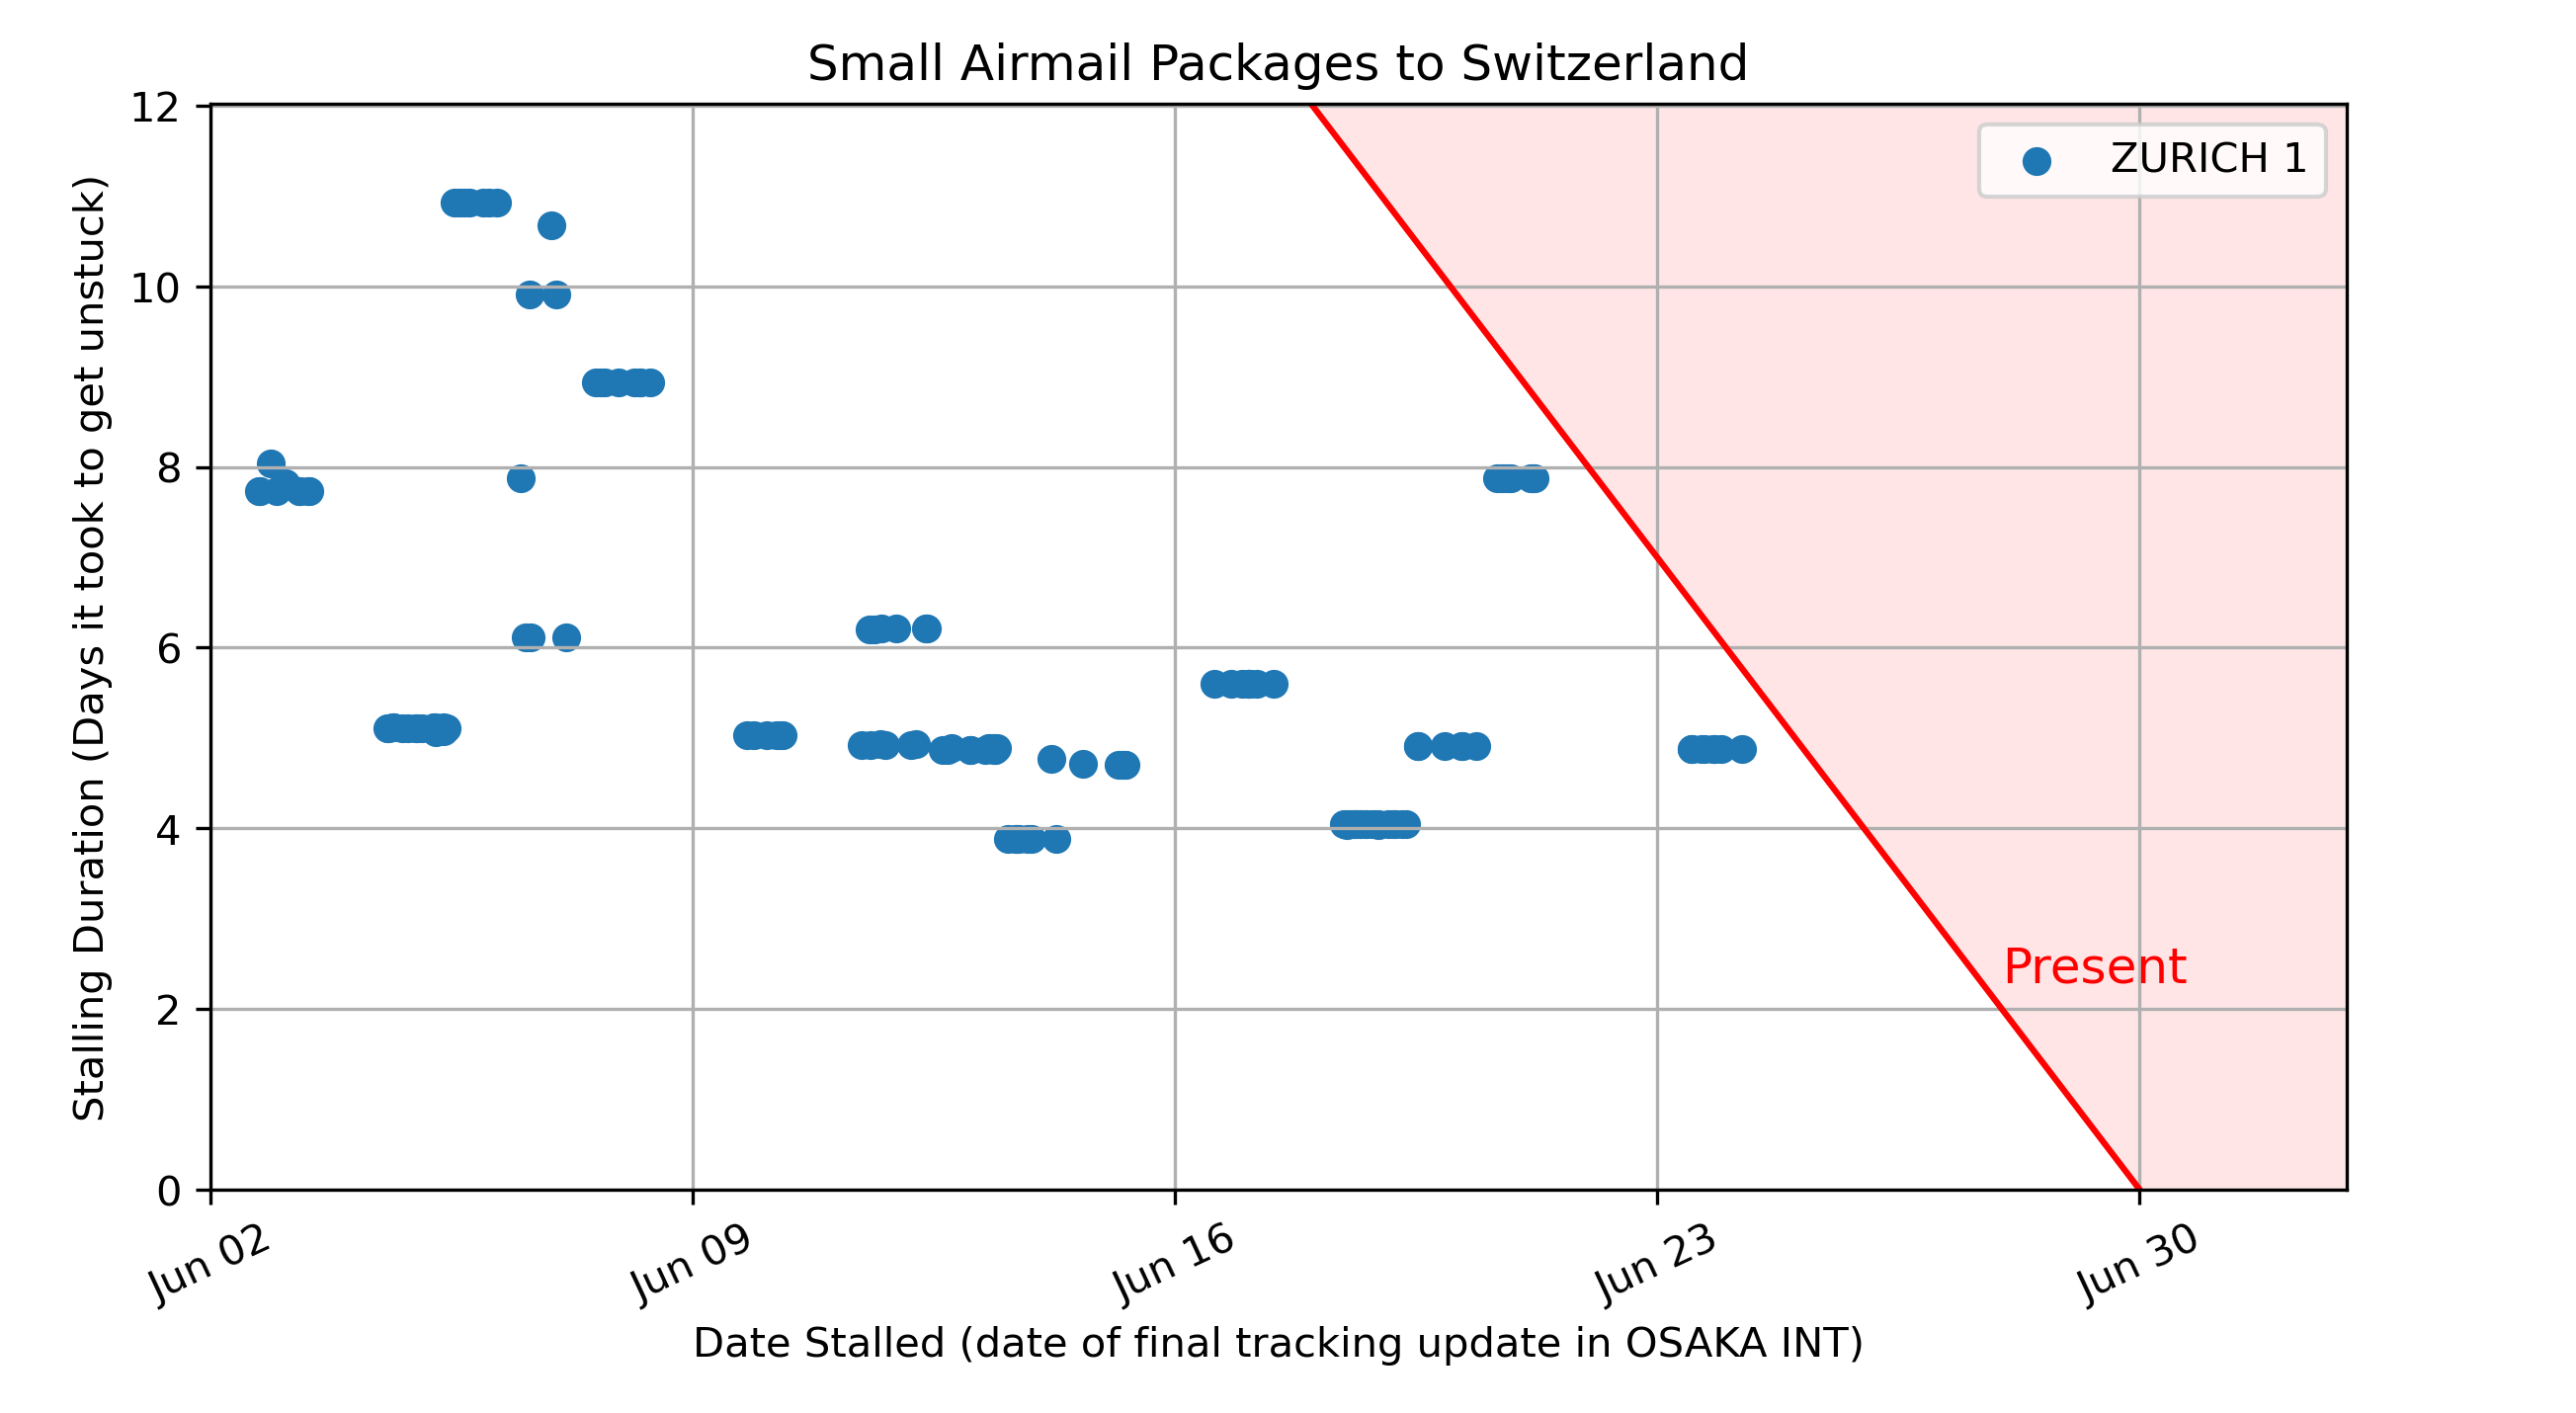 Small Airmail Packages to Switzerland
ZURICH 1
Stalling Duration (Days it took to get unstuck)
12
10
8
6
4
2
0
Present
Jun 02
Jun 09
Jun 16
Jun 23
Jun 30
Date Stalled (date of final tracking update in OSAKA INT)